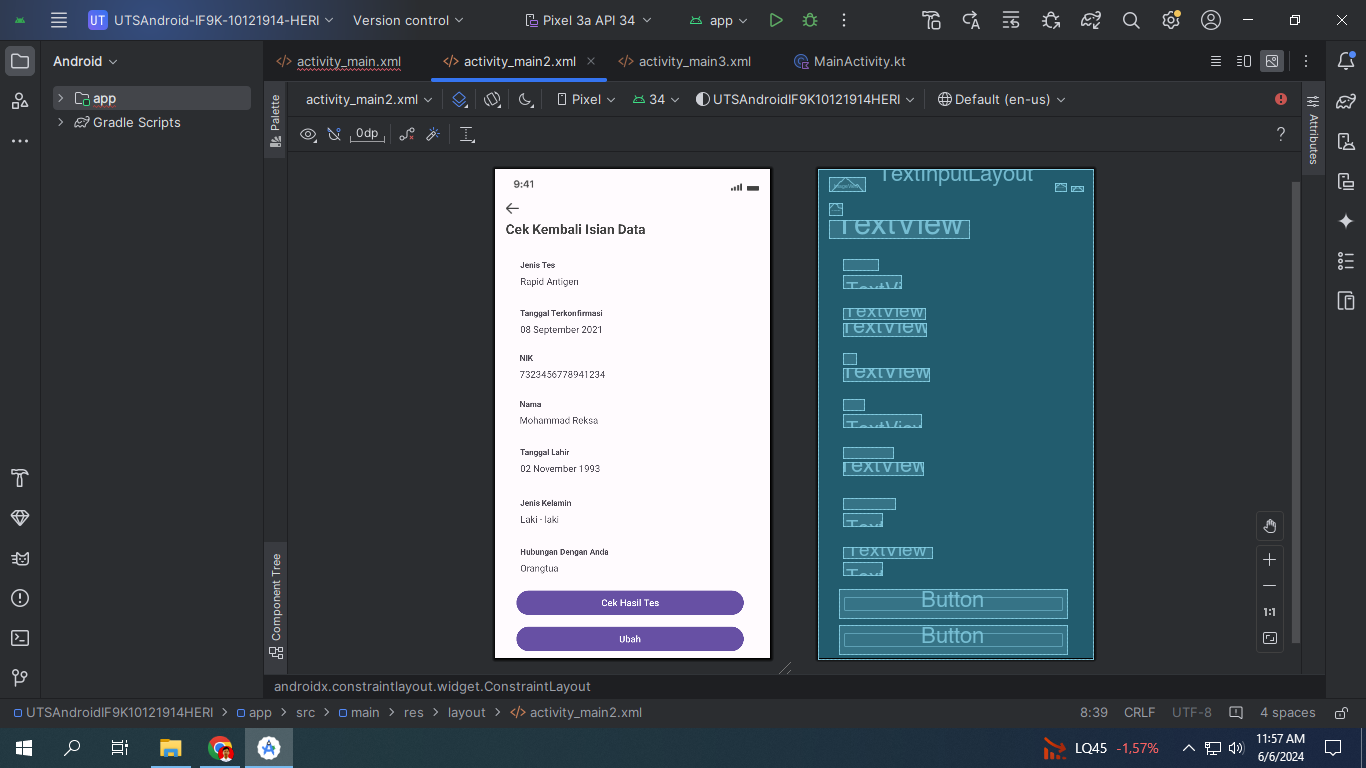 UT UTSAndroid-IF9K-10121914-HERI Version control Pixel 3a API 34 app
Android
activity_main.xml activity_main2.xml activity_main3.xml MainActivity.kt
app
Gradle Scripts
Palette
activity_main2.xml Pixel 34 UTSAndroidIF9K10121914HERI Default (en-us)
0dp ?
Attributes
9:41
Cek Kembali Isian Data
Jenis Tes
Rapid Antigen
Tanggal Terkonfirmasi
08 September 2021
NIK
7323456778941234
Nama
Mohammad Reksa
Tanggal Lahir
02 November 1993
Jenis Kelamin
Laki - laki
Hubungan Dengan Anda
Orangtua
Cek Hasil Tes
Ubah
TextInputLayout
TextView
TextVi
TextView
TextView
TextView
TextView
TextView
Text
TextView
Text
Button
Button
1:1
Component Tree
androidx.constraintlayout.widget.ConstraintLayout
UTSAndroidIF9K10121914HERI > app > src > main > res > layout > activity_main2.xml 8:39 CRLF UTF-8 4 spaces
LQ45 -1,57% 11:57 AM
6/6/2024